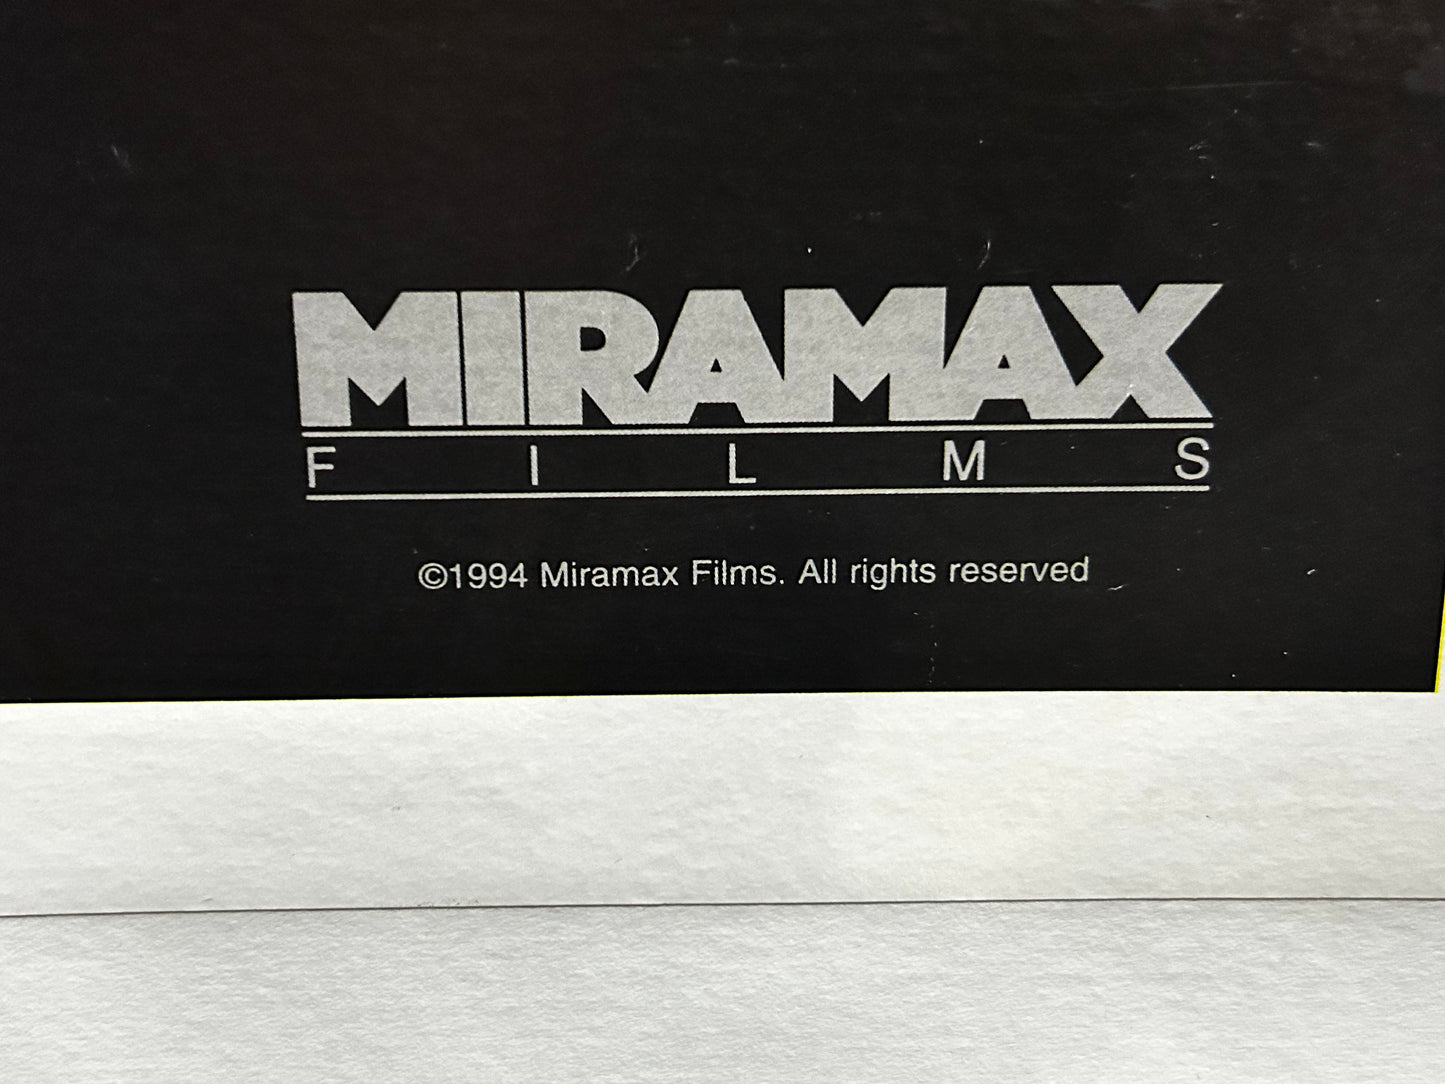 MIRAMAX
FILMS
©1994 Miramax Films. All rights reserved